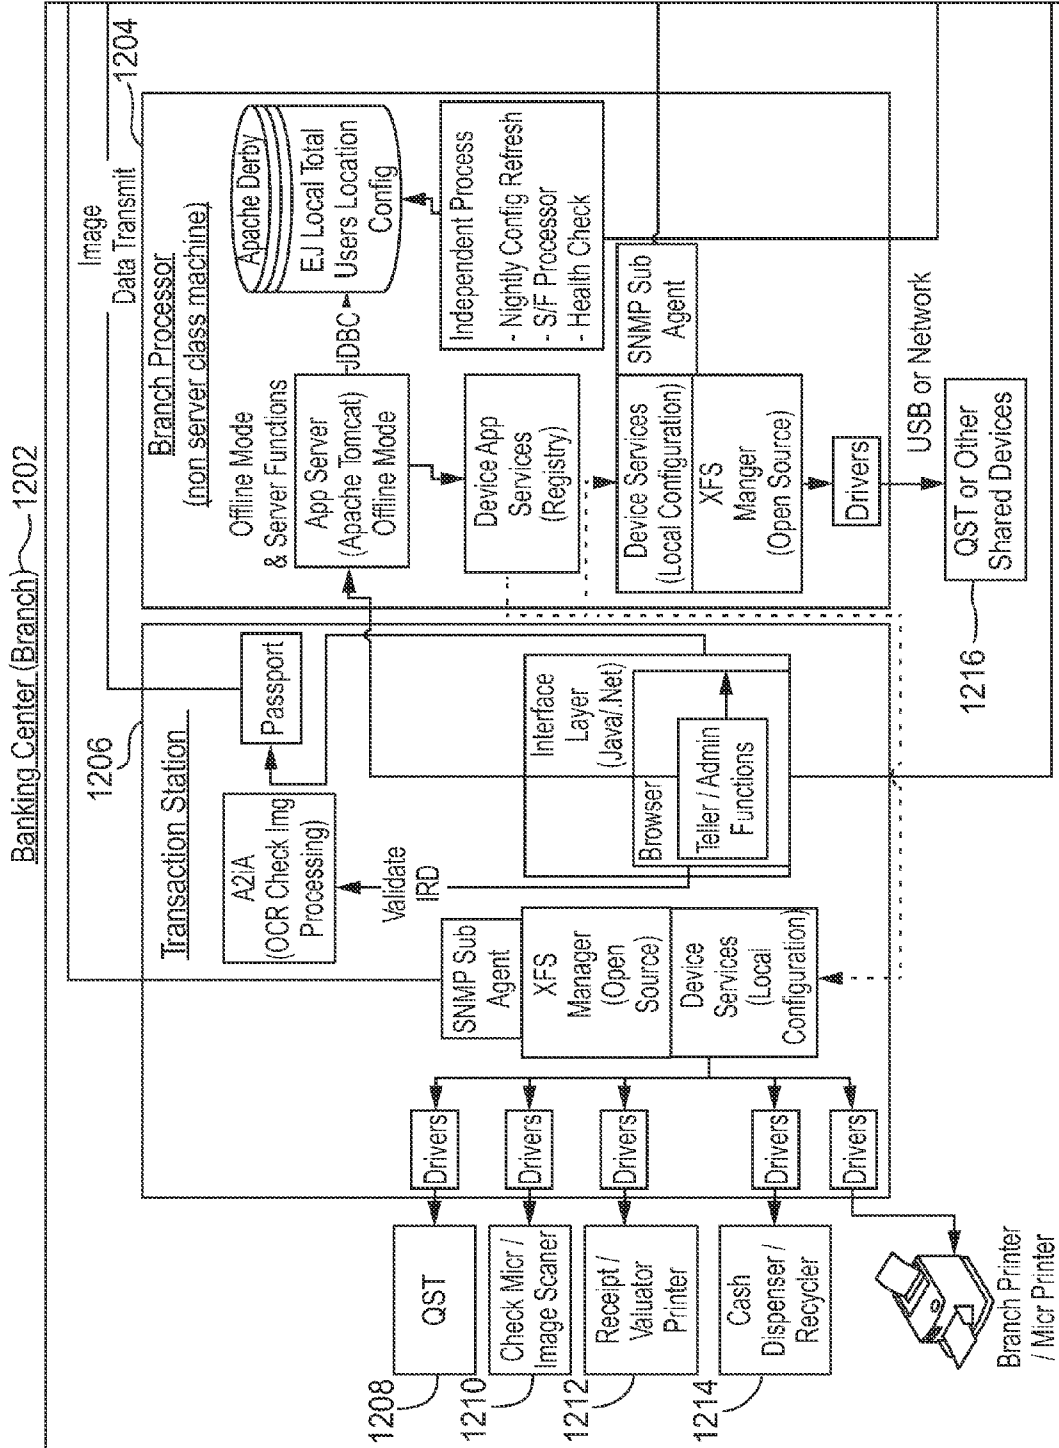 Banking Center (Branch) 1202
Image
Data Transmit
1204
Branch Processor
(non server class machine)
Offline Mode
& Server Functions
App Server
(Apache Tomcat)
Offline Mode
JDBC
Apache Derby
EJ Local Total
Users Location
Config
Independent Process
- Nightly Config Refresh
- S/F Processor
- Health Check
Device App
Services
(Registry)
Device Services
(Local Configuration)
XFS
Manger
(Open Source)
SNMP Sub
Agent
Drivers
USB or Network
QST or Other
Shared Devices
1216
1206
Transaction Station
Passport
A2iA
(OCR Check Img
Processing)
Validate
IRD
Interface
Layer
(Java/.Net)
Browser
Teller / Admin
Functions
SNMP Sub
Agent
XFS
Manager
(Open
Source)
Device
Services
(Local
Configuration)
Drivers
Drivers
Drivers
Drivers
Drivers
QST
1208
Check Micr /
Image Scaner
1210
Receipt /
Valuator
Printer
1212
Cash
Dispenser /
Recycler
1214
Branch Printer
/ Micr Printer